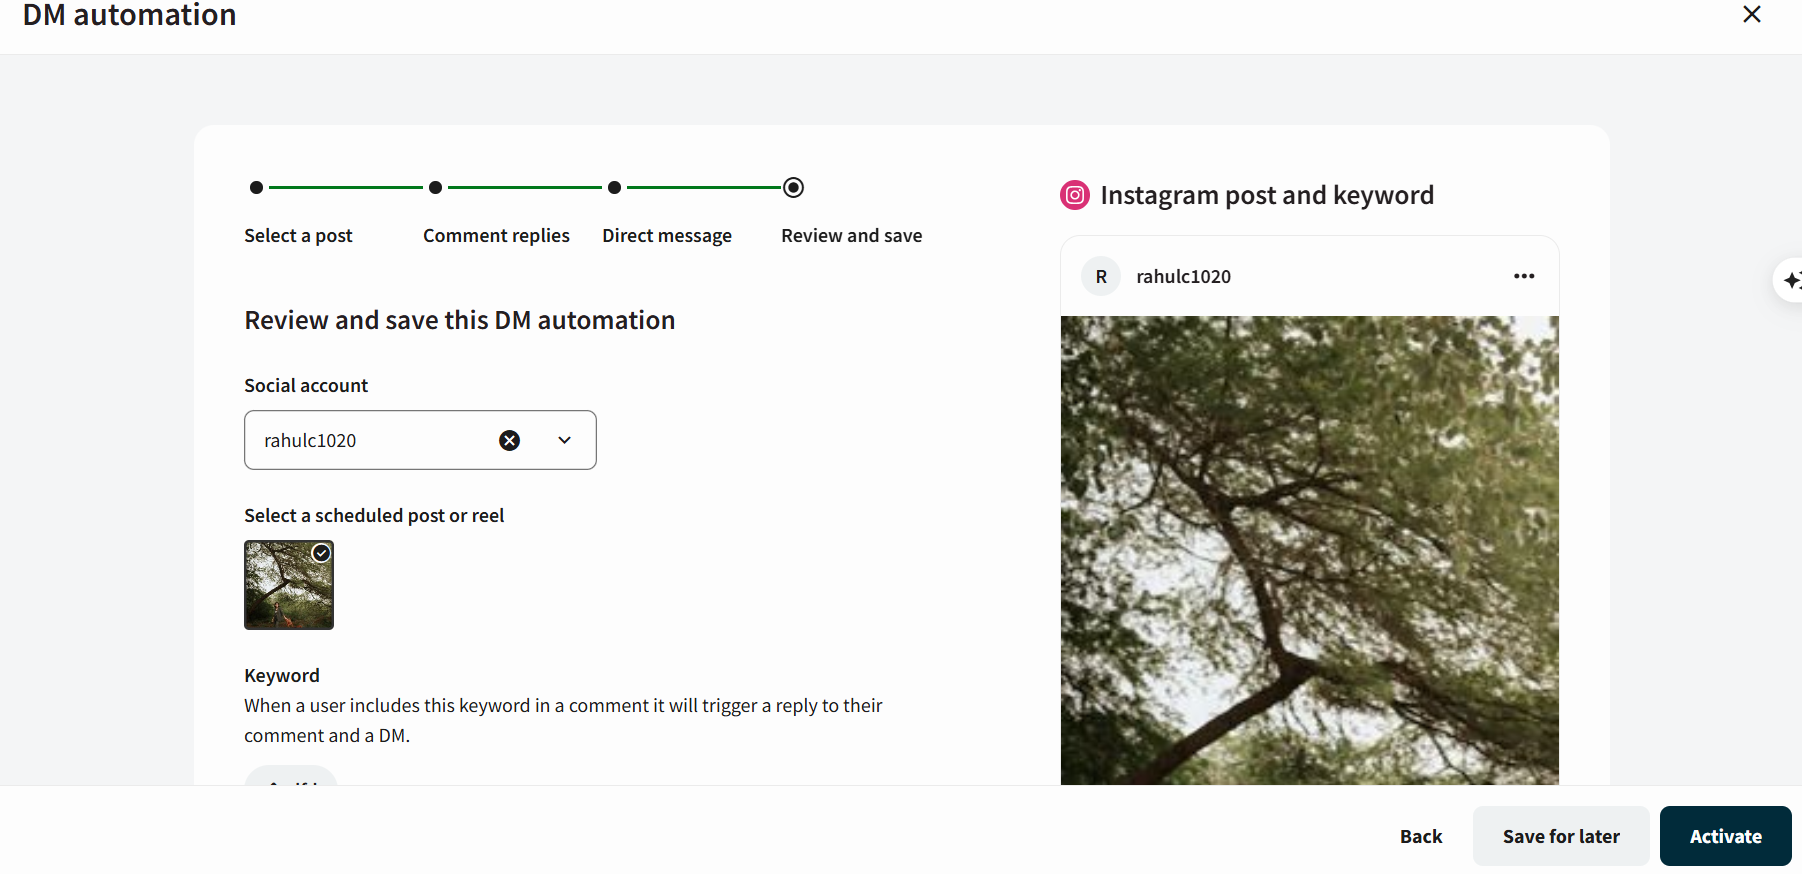 DM automation
Select a post
Comment replies
Direct message
Review and save
Review and save this DM automation
Social account
rahulc1020
Select a scheduled post or reel
Keyword
When a user includes this keyword in a comment it will trigger a reply to their
comment and a DM.
Instagram post and keyword
R
rahulc1020
Back
Save for later
Activate